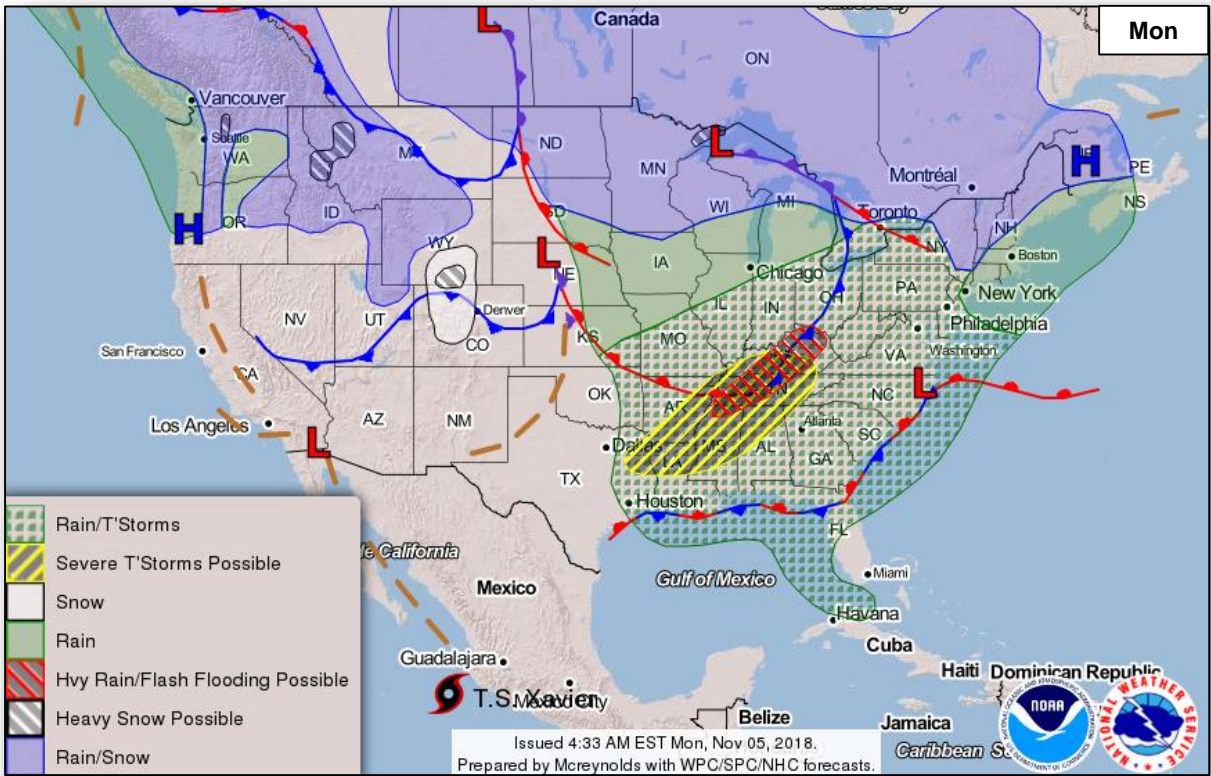 Mon
Canada
James Bay
ON
Vancouver
Seattle
WA
MT
ND
MN
Montréal
PE
NS
OR
ID
SD
WI
MI
Toronto
NH
NY
Boston
WY
IA
Chicago
NE
New York
PA
IL
IN
OH
Philadelphia
NV
UT
Denver
CO
KS
MO
VA
Washington
San Francisco
CA
OK
AR
NC
Los Angeles
AZ
NM
Atlanta
SC
Dallas
MS
AL
GA
LA
TX
Houston
FL
Miami
Gulf of Mexico
Mexico
Havana
Cuba
Guadalajara
Haiti
Dominican Republic
T.S. Xavier
Mexico City
Belize
Jamaica
H
H
L
L
L
L
L
Rain/T'Storms
Severe T'Storms Possible
Snow
Rain
Hvy Rain/Flash Flooding Possible
Heavy Snow Possible
Rain/Snow
Issued 4:33 AM EST Mon, Nov 05, 2018.
Prepared by Mcreynolds with WPC/SPC/NHC forecasts.
NOAA
NATIONAL WEATHER SERVICE